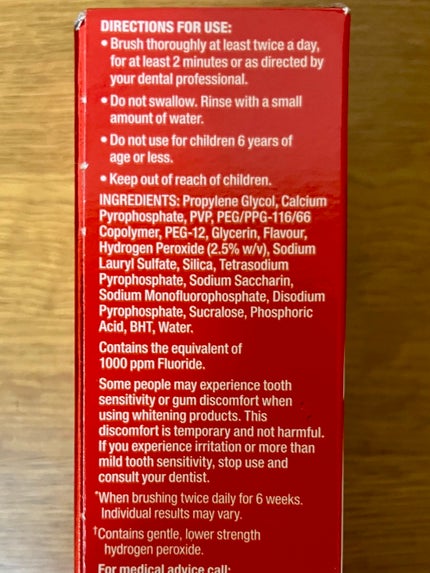 DIRECTIONS FOR USE:
• Brush thoroughly at least twice a day,
for at least 2 minutes or as directed by
your dental professional.
• Do not swallow. Rinse with a small
amount of water.
• Do not use for children 6 years of
age or less.
• Keep out of reach of children.
INGREDIENTS: Propylene Glycol, Calcium
Pyrophosphate, PVP, PEG/PPG-116/66
Copolymer, PEG-12, Glycerin, Flavour,
Hydrogen Peroxide (2.5% w/v), Sodium
Lauryl Sulfate, Silica, Tetrasodium
Pyrophosphate, Sodium Saccharin,
Sodium Monofluorophosphate, Disodium
Pyrophosphate, Sucralose, Phosphoric
Acid, BHT, Water.
Contains the equivalent of
1000 ppm Fluoride.
Some people may experience tooth
sensitivity or gum discomfort when
using whitening products. This
discomfort is temporary and not harmful.
If you experience irritation or more than
mild tooth sensitivity, stop use and
consult your dentist.
*When brushing twice daily for 6 weeks.
Individual results may vary.
†Contains gentle, lower strength
hydrogen peroxide.
For medical advice call: